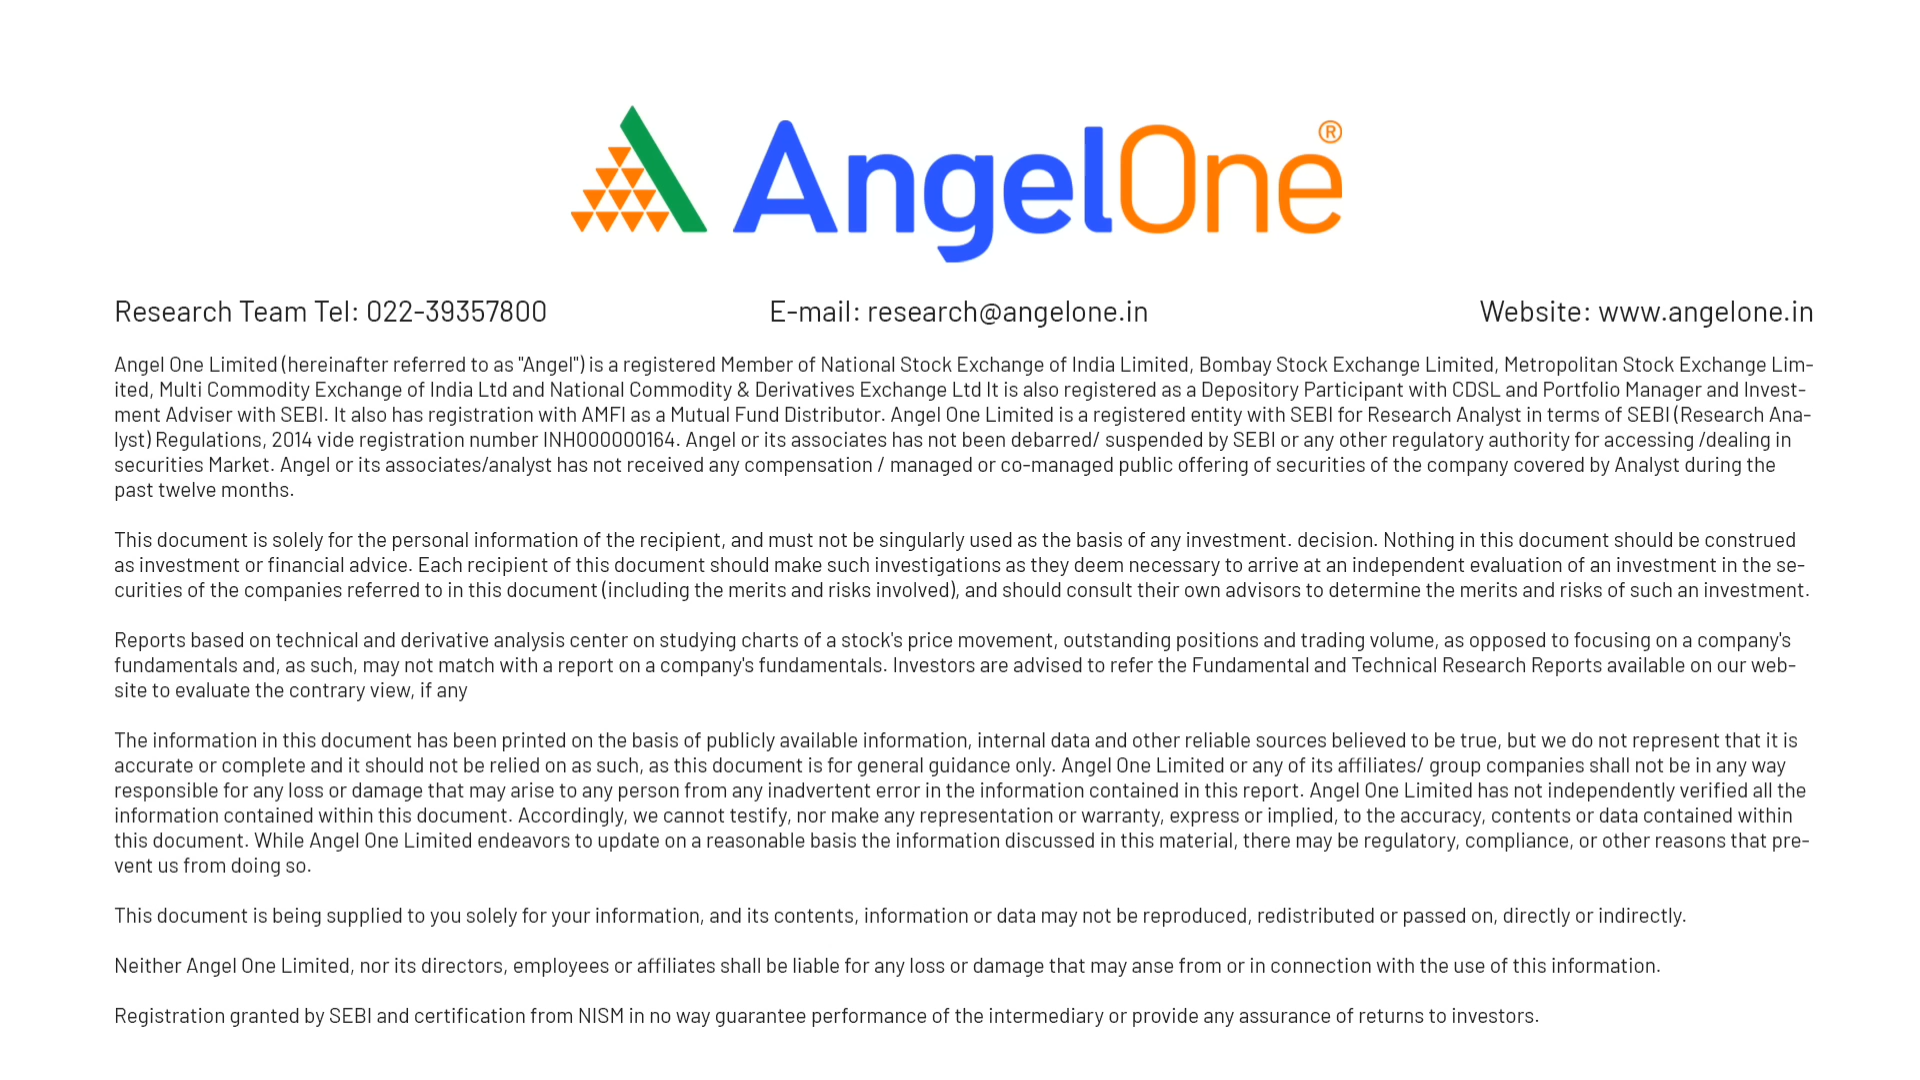 AngelOne®
Research Team Tel: 022-39357800 E-mail: research@angelone.in Website: www.angelone.in
Angel One Limited (hereinafter referred to as "Angel") is a registered Member of National Stock Exchange of India Limited, Bombay Stock Exchange Limited, Metropolitan Stock Exchange Lim-
ited, Multi Commodity Exchange of India Ltd and National Commodity & Derivatives Exchange Ltd It is also registered as a Depository Participant with CDSL and Portfolio Manager and Invest-
ment Adviser with SEBI. It also has registration with AMFI as a Mutual Fund Distributor. Angel One Limited is a registered entity with SEBI for Research Analyst in terms of SEBI (Research Ana-
lyst) Regulations, 2014 vide registration number INH000000164. Angel or its associates has not been debarred/ suspended by SEBI or any other regulatory authority for accessing /dealing in
securities Market. Angel or its associates/analyst has not received any compensation / managed or co-managed public offering of securities of the company covered by Analyst during the
past twelve months.
This document is solely for the personal information of the recipient, and must not be singularly used as the basis of any investment. decision. Nothing in this document should be construed
as investment or financial advice. Each recipient of this document should make such investigations as they deem necessary to arrive at an independent evaluation of an investment in the se-
curities of the companies referred to in this document (including the merits and risks involved), and should consult their own advisors to determine the merits and risks of such an investment.
Reports based on technical and derivative analysis center on studying charts of a stock's price movement, outstanding positions and trading volume, as opposed to focusing on a company's
fundamentals and, as such, may not match with a report on a company's fundamentals. Investors are advised to refer the Fundamental and Technical Research Reports available on our web-
site to evaluate the contrary view, if any
The information in this document has been printed on the basis of publicly available information, internal data and other reliable sources believed to be true, but we do not represent that it is
accurate or complete and it should not be relied on as such, as this document is for general guidance only. Angel One Limited or any of its affiliates/ group companies shall not be in any way
responsible for any loss or damage that may arise to any person from any inadvertent error in the information contained in this report. Angel One Limited has not independently verified all the
information contained within this document. Accordingly, we cannot testify, nor make any representation or warranty, express or implied, to the accuracy, contents or data contained within
this document. While Angel One Limited endeavors to update on a reasonable basis the information discussed in this material, there may be regulatory, compliance, or other reasons that pre-
vent us from doing so.
This document is being supplied to you solely for your information, and its contents, information or data may not be reproduced, redistributed or passed on, directly or indirectly.
Neither Angel One Limited, nor its directors, employees or affiliates shall be liable for any loss or damage that may anse from or in connection with the use of this information.
Registration granted by SEBI and certification from NISM in no way guarantee performance of the intermediary or provide any assurance of returns to investors.